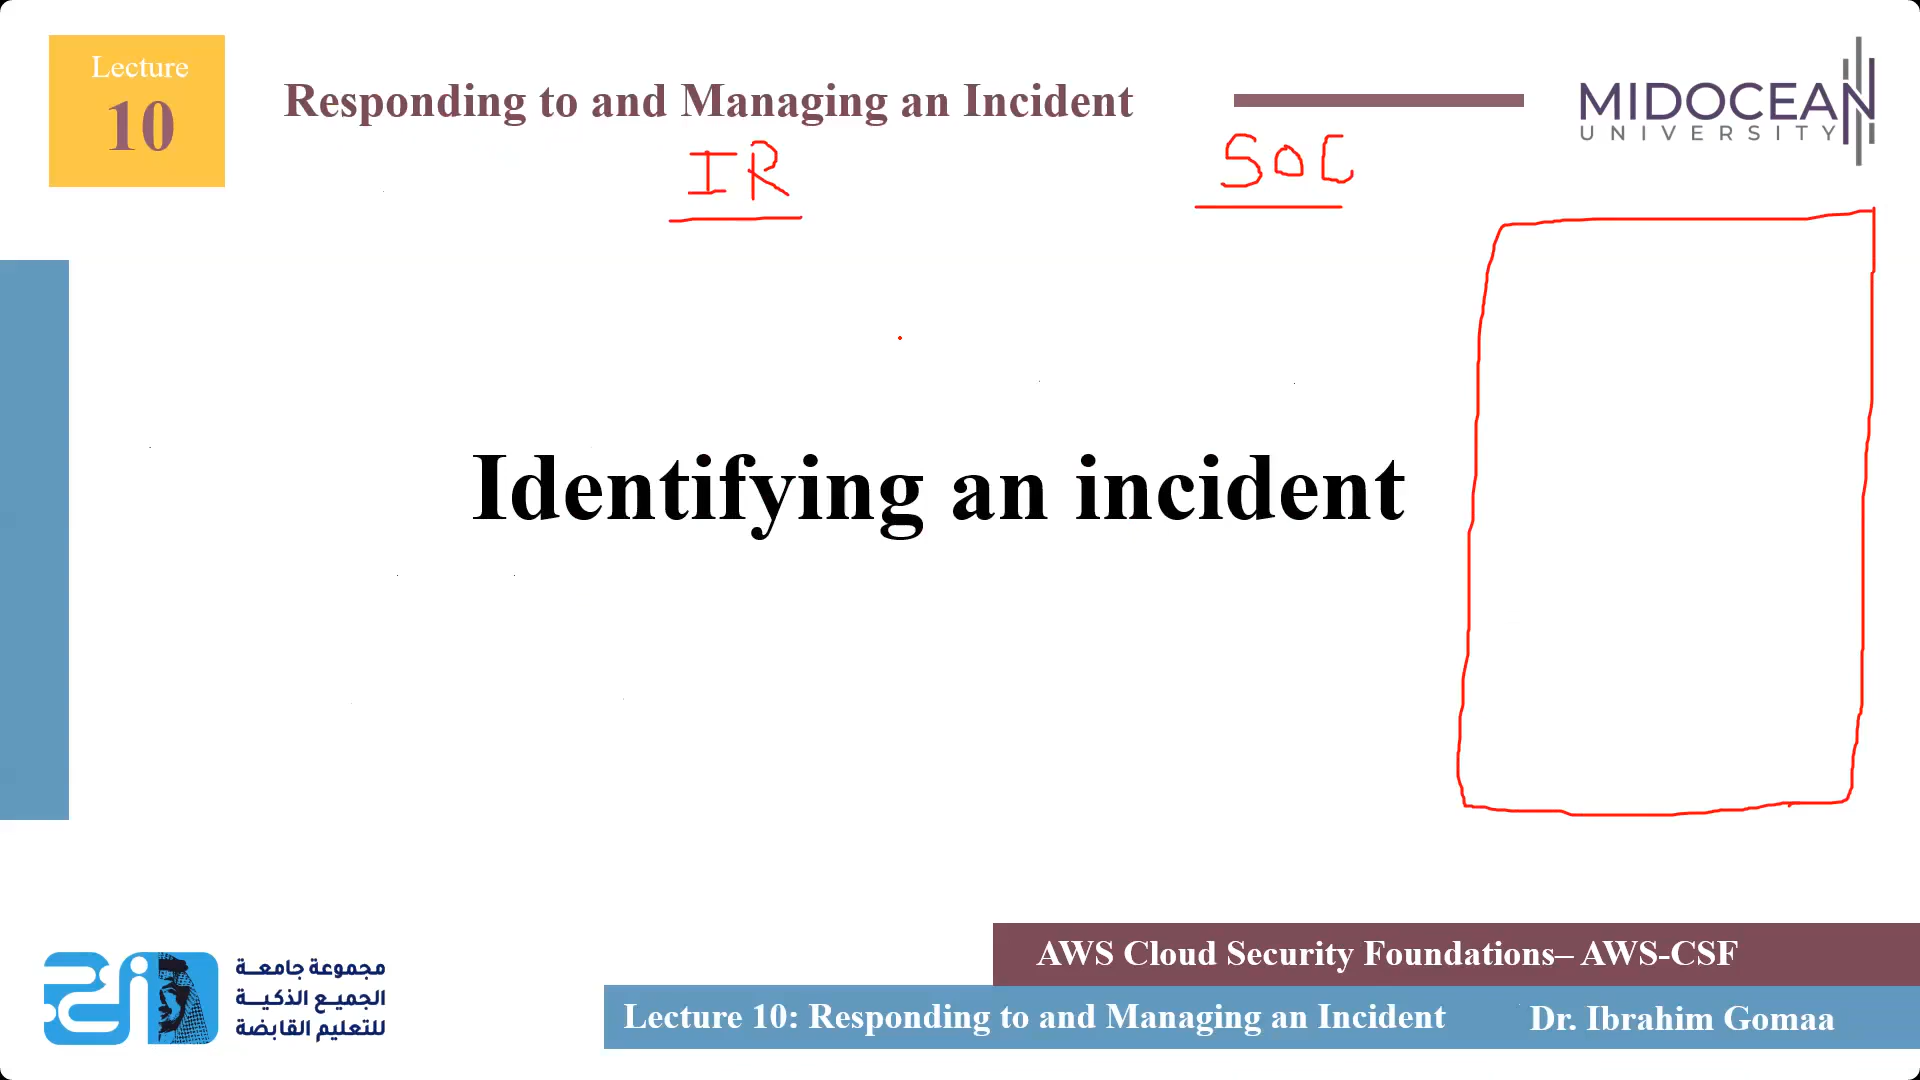 Lecture
10
Responding to and Managing an Incident
MIDOCEAN
UNIVERSITY
IR
SOC
Identifying an incident
مجموعة جامعة
الجميع الذكية
للتعليم القابضة
AWS Cloud Security Foundations– AWS-CSF
Lecture 10: Responding to and Managing an Incident
Dr. Ibrahim Gomaa